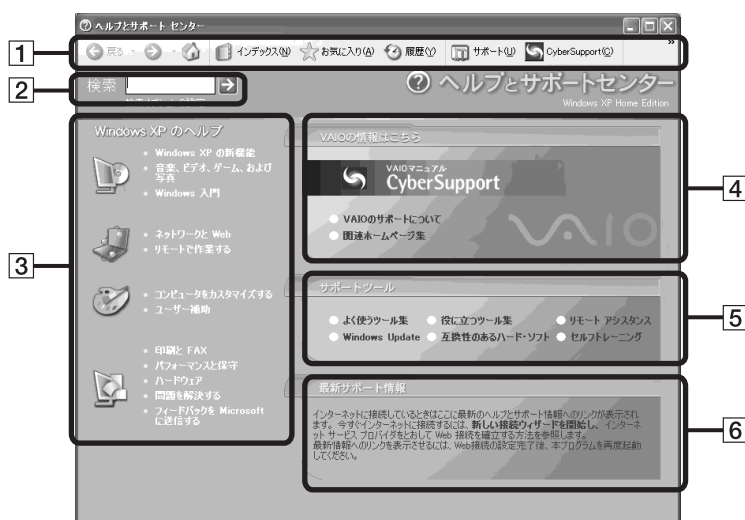 ヘルプとサポート センター
戻る インデックス(N) お気に入り(A) 履歴(Y) サポート(U) CyberSupport(C) »
1
検索
2
ヘルプとサポートセンター
Windows XP Home Edition
Windows XP のヘルプ
Windows XP の新機能
音楽、ビデオ、ゲーム、および
写真
Windows 入門
ネットワークと Web
リモートで作業する
3
コンピュータをカスタマイズする
ユーザー補助
印刷と FAX
パフォーマンスと保守
ハードウェア
問題を解決する
フィードバックを Microsoft
に送信する
VAIOの情報はこちら
VAIOマニュアル
CyberSupport
4
VAIOのサポートについて
関連ホームページ集
VAIO
サポートツール
よく使うツール集 役に立つツール集 リモート アシスタンス
5
Windows Update 互換性のあるハード・ソフト セルフトレーニング
最新サポート情報
インターネットに接続しているときはここに最新のヘルプとサポート情報へのリンクが表示され
ます。今すぐインターネットに接続するには、新しい接続ウィザードを開始し、インターネ
ット サービス プロバイダをとおして Web 接続を確立する方法を参照します。
6
最新情報へのリンクを表示させるには、Web接続の設定完了後、本プログラムを再度起動
してください。